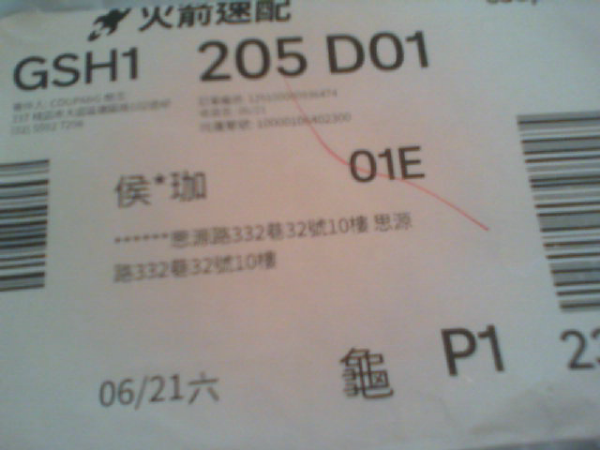 火箭速配
GSH1 205 D01
侯*珈 01E
******思源路332巷32號10樓 思源
路332巷32號10樓
06/21六 龜 P1 23